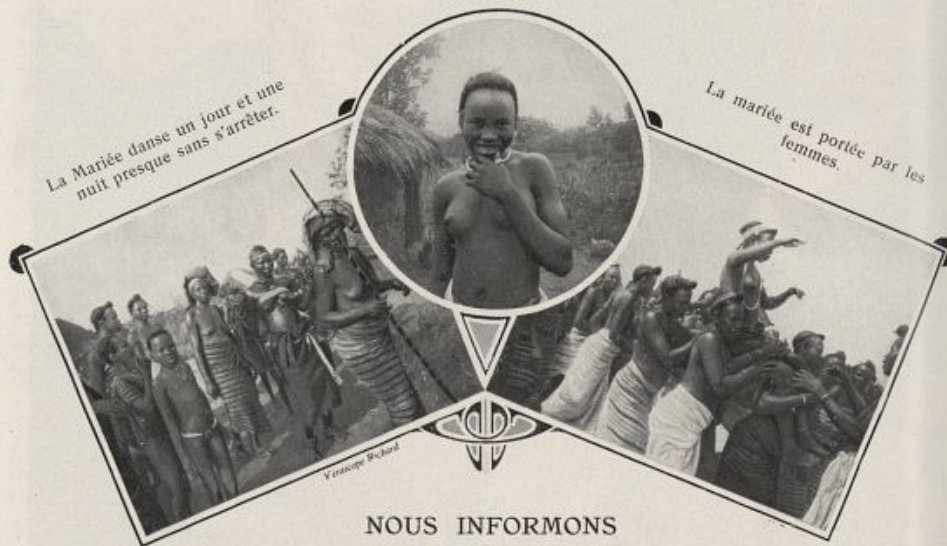 La Mariée danse un jour et une
nuit presque sans s'arrêter.
La mariée est portée par les
femmes.
Vérascope Richard
NOUS INFORMONS